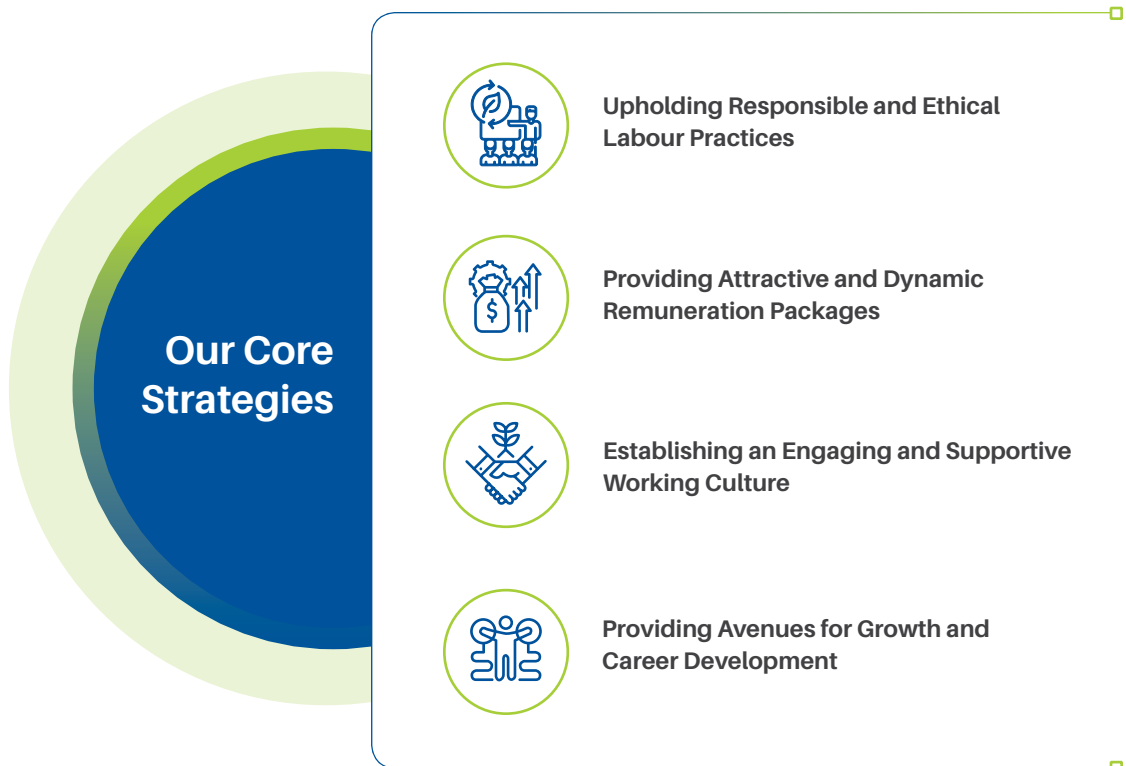 Our Core
Strategies
Upholding Responsible and Ethical
Labour Practices
$
Providing Attractive and Dynamic
Remuneration Packages
Establishing an Engaging and Supportive
Working Culture
Providing Avenues for Growth and
Career Development